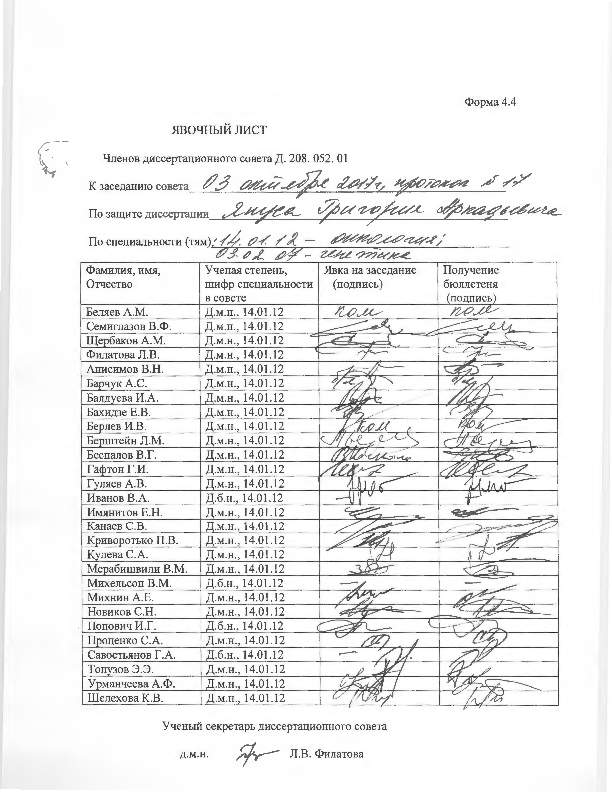 Форма 4.4
ЯВОЧНЫЙ ЛИСТ
Членов диссертационного совета Д. 208. 052. 01
К заседанию совета 03 октября 2017г, протокол № 17
По защите диссертации Януса Григория Аркадьевича
По специальности (тям): 14. 01. 12 – онкология;
03. 02. 07 – генетика
Фамилия, имя, Отчество Ученая степень, шифр специальности в совете Явка на заседание (подпись) Получение бюллетеня (подпись)
Беляев А.М. Д.м.н., 14.01.12 ком ком
Семиглазов В.Ф. Д.м.н., 14.01.12
Щербаков А.М. Д.м.н., 14.01.12
Филатова Л.В. Д.м.н., 14.01.12
Анисимов В.Н. Д.м.н., 14.01.12
Барчук А.С. Д.м.н., 14.01.12
Балдуева И.А. Д.м.н., 14.01.12
Бахидзе Е.В. Д.м.н., 14.01.12
Берлев И.В. Д.м.н., 14.01.12 ком ком
Берштейн Л.М. Д.м.н., 14.01.12
Беспалов В.Г. Д.м.н., 14.01.12
Гафтон Г.И. Д.м.н., 14.01.12
Гуляев А.В. Д.м.н., 14.01.12
Иванов В.А. Д.б.н., 14.01.12
Имянитов Е.Н. Д.м.н., 14.01.12
Канаев С.В. Д.м.н., 14.01.12
Криворотько П.В. Д.м.н., 14.01.12
Кулева С.А. Д.м.н., 14.01.12
Мерабишвили В.М. Д.м.н., 14.01.12
Михельсон В.М. Д.б.н., 14.01.12
Михнин А.Е. Д.м.н., 14.01.12
Новиков С.Н. Д.м.н., 14.01.12
Попович И.Г. Д.б.н., 14.01.12
Проценко С.А. Д.м.н., 14.01.12
Савостьянов Г.А. Д.б.н., 14.01.12
Топузов Э.Э. Д.м.н., 14.01.12
Урманчеева А.Ф. Д.м.н., 14.01.12
Шелехова К.В. Д.м.н., 14.01.12
Ученый секретарь диссертационного совета
д.м.н. Л.В. Филатова